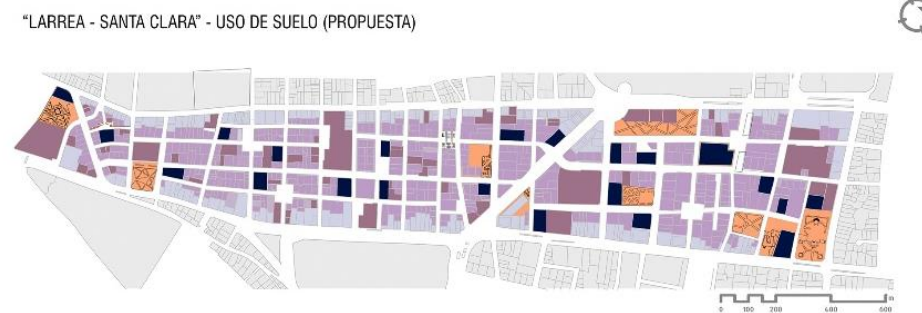 “LARREA - SANTA CLARA” - USO DE SUELO (PROPUESTA)
0 100 200 400 600
m